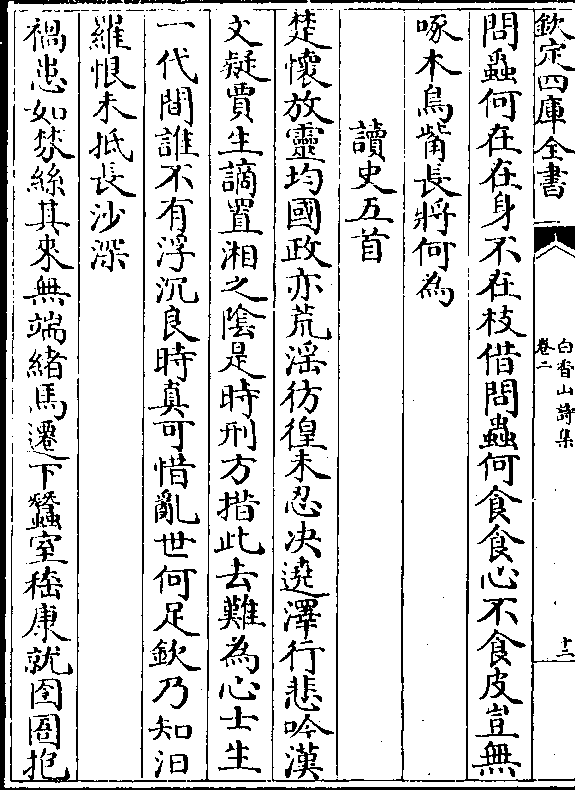 欽定四庫全書
白香山詩集
卷二
十二
問蟲何在在身不在枝借問蟲何食食心不食皮豈無
啄木鳥觜長將何為
讀史五首
楚懷放靈均國政亦荒淫彷徨未忍决遶澤行悲吟漢
文疑賈生謫置湘之陰是時刑方措此去難為心士生
一代間誰不有浮沉良時真可惜亂世何足欽乃知汨
羅恨未抵長沙深
禍患如棼絲其來無端緒馬遷下蠶室嵇康就囹圄抱